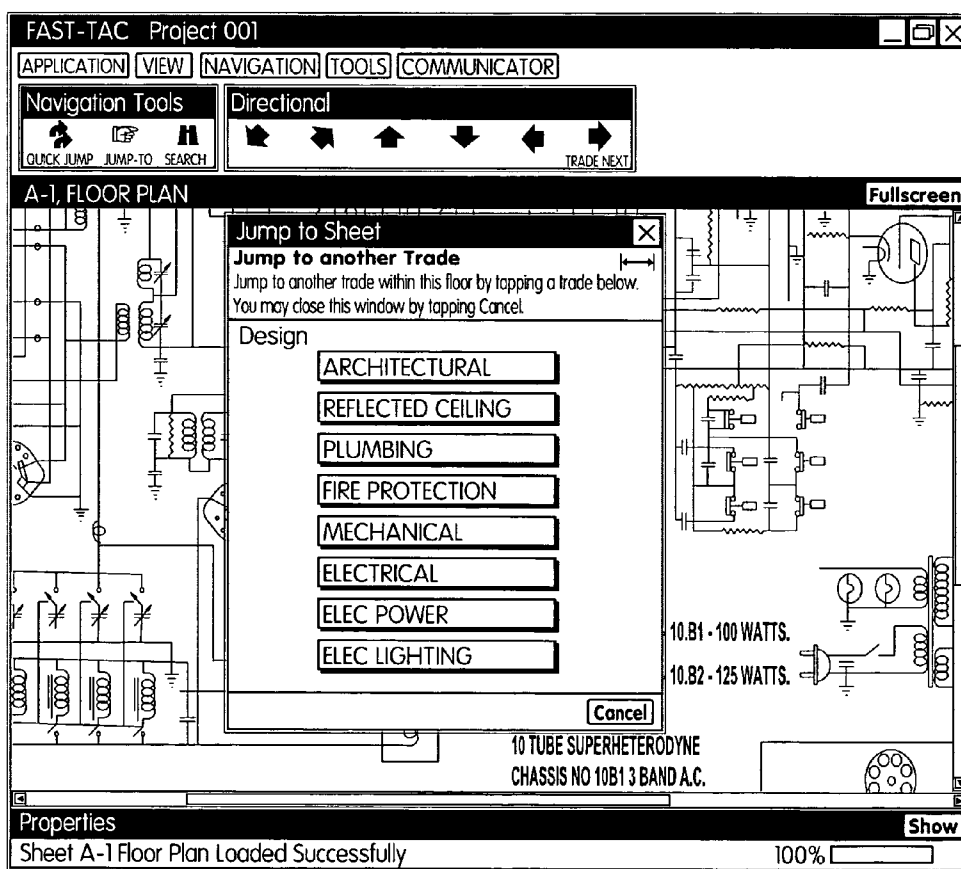 FAST-TAC Project 001
APPLICATION VIEW NAVIGATION TOOLS COMMUNICATOR
Navigation Tools
QUICK JUMP JUMP-TO SEARCH
Directional
TRADE NEXT
A-1, FLOOR PLAN
Fullscreen
Jump to Sheet
Jump to another Trade
Jump to another trade within this floor by tapping a trade below.
You may close this window by tapping Cancel.
Design
ARCHITECTURAL
REFLECTED CEILING
PLUMBING
FIRE PROTECTION
MECHANICAL
ELECTRICAL
ELEC POWER
ELEC LIGHTING
Cancel
10.B1 - 100 WATTS.
10.B2 - 125 WATTS.
10 TUBE SUPERHETERODYNE
CHASSIS NO 10B1 3 BAND A.C.
Properties
Show
Sheet A-1 Floor Plan Loaded Successfully
100%